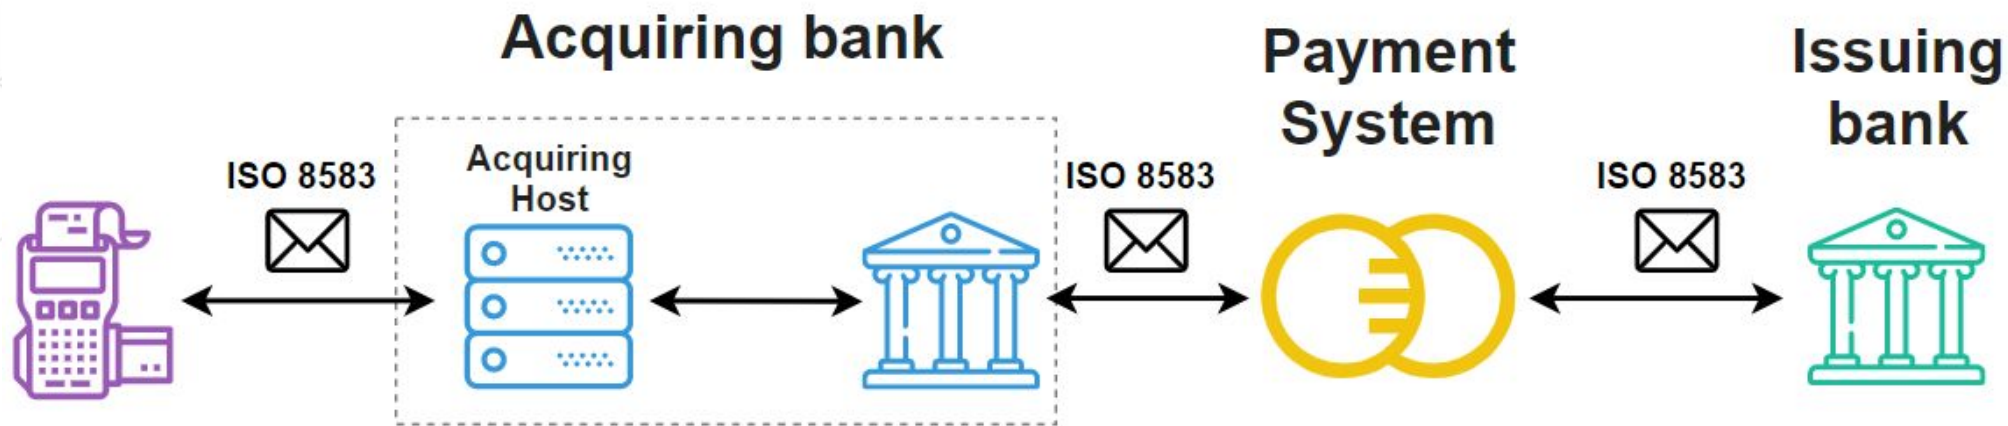 Acquiring bank
Payment
System
Issuing
bank
ISO 8583
Acquiring
Host
ISO 8583
ISO 8583